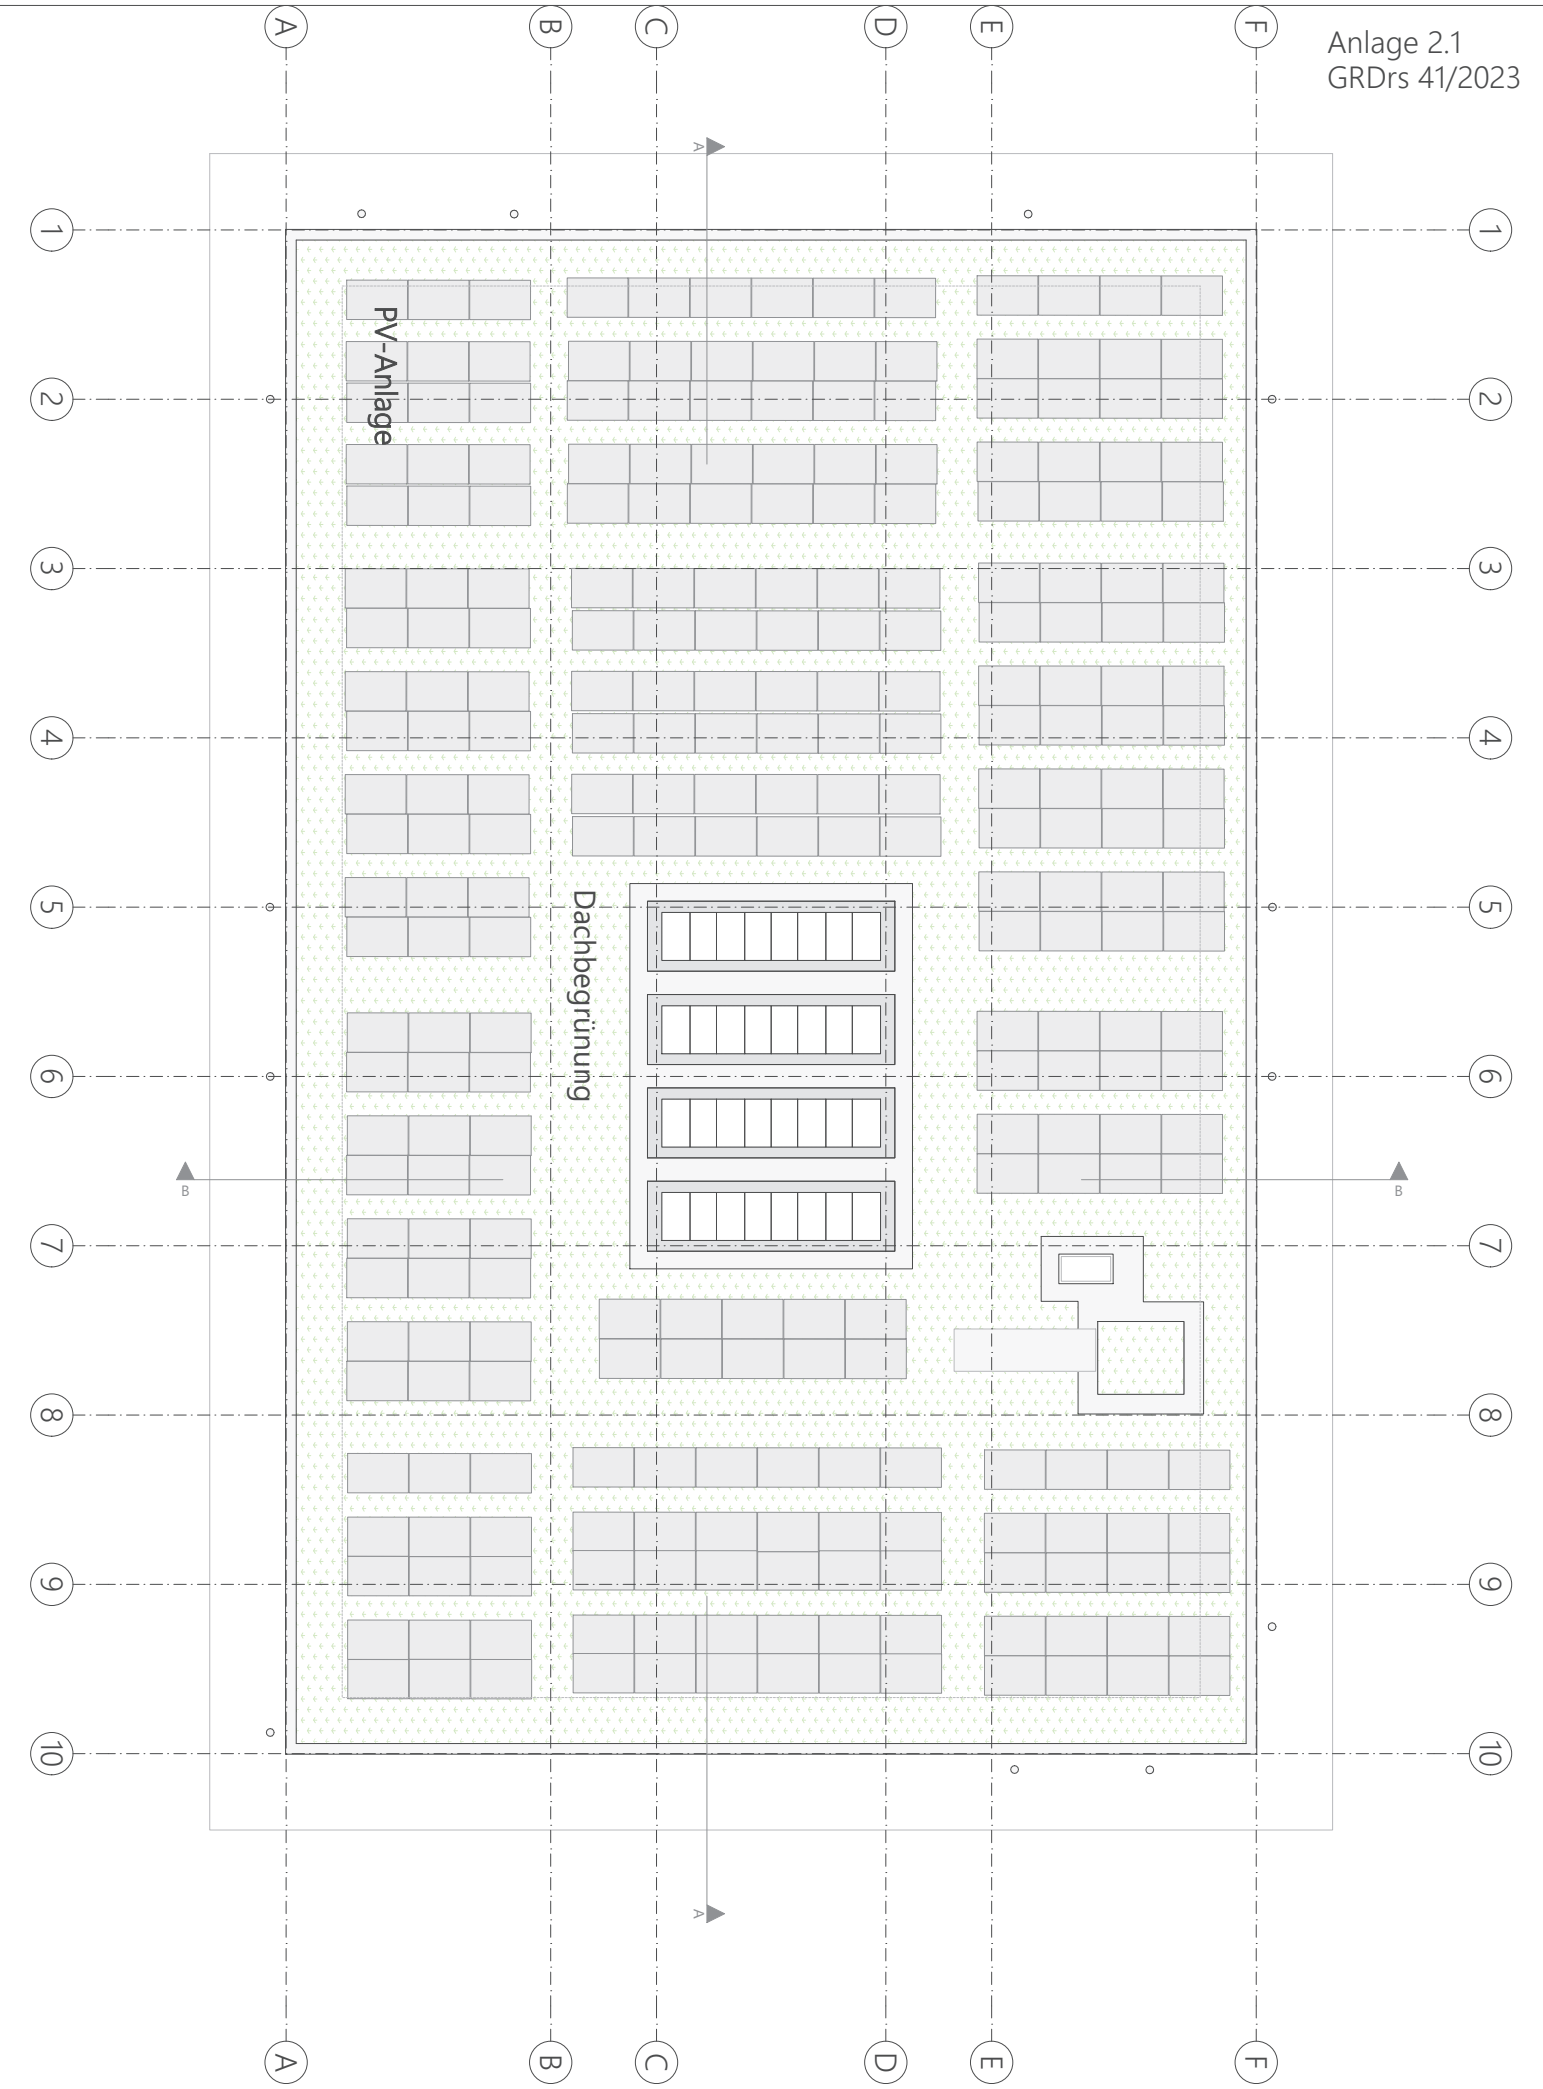 A B C D E F
Anlage 2.1
GRDrs 41/2023
A
1 1
PV-Anlage
2 2
3 3
4 4
Dachbegrünung
5 5
6 6
B B
7 7
8 8
9 9
10 10
A
A B C D E F